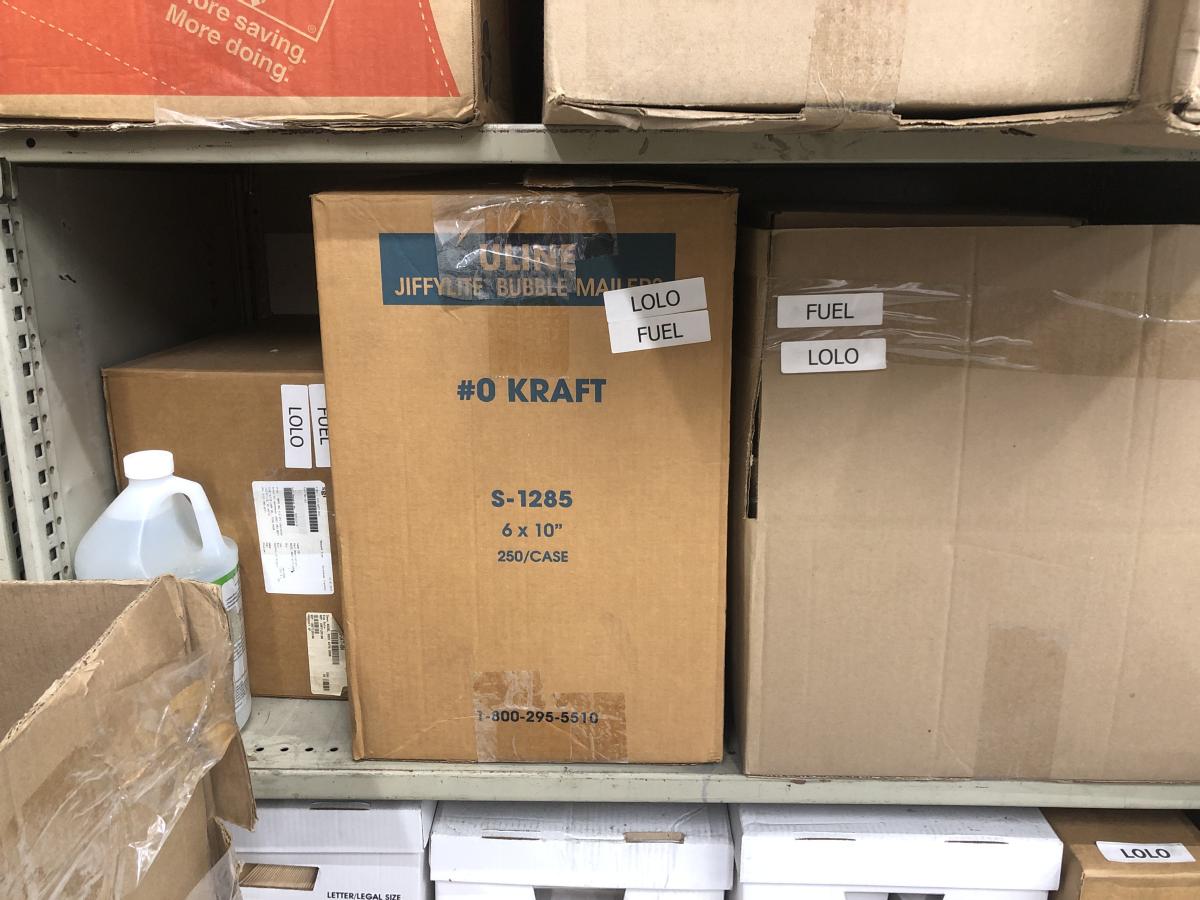 more saving.
More doing.
ULINE
JIFFYLITE BUBBLE MAILERS
LOLO
FUEL
#0 KRAFT
S-1285
6 x 10”
250/CASE
1-800-295-5510
FUEL
LOLO
LOLO
FUEL
LETTER/LEGAL SIZE
LOLO